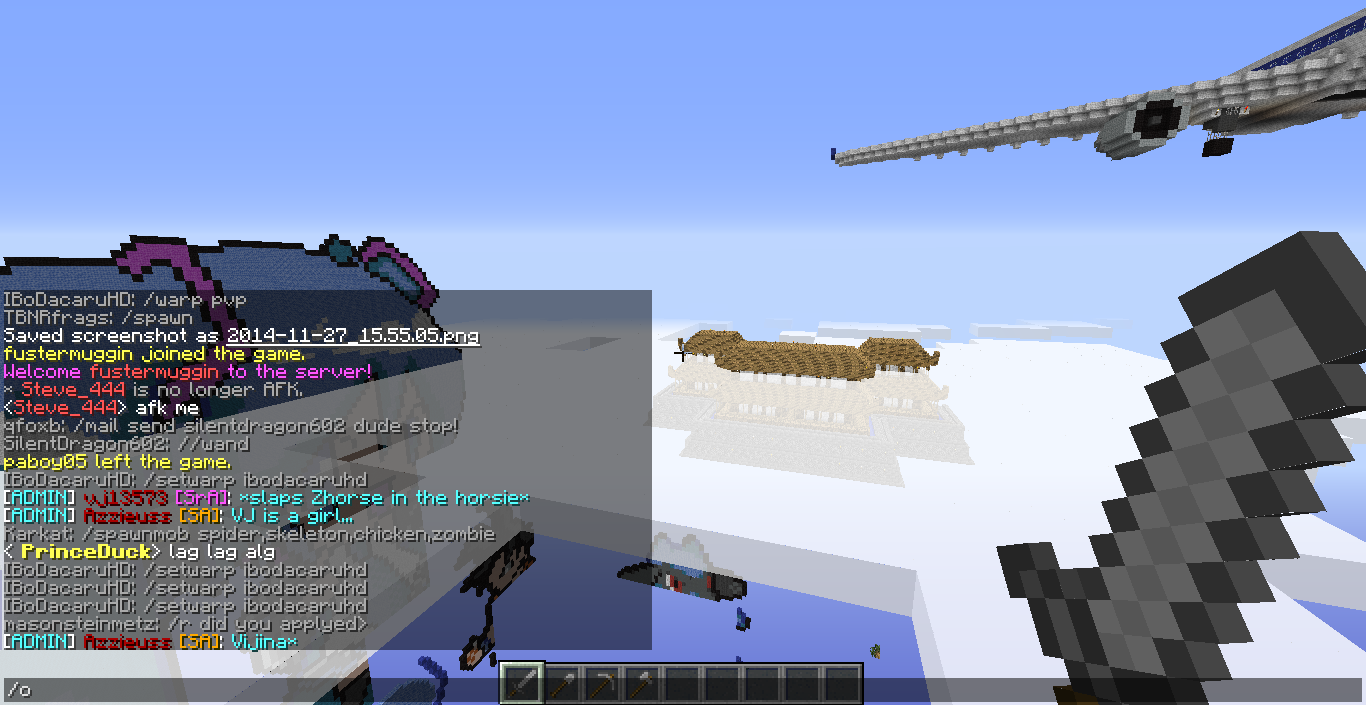 IBoDacaruHD: /warp pvp
TBNRfrags: /spawn
Saved screenshot as 2014-11-27_15.55.05.png
fustermuggin joined the game.
Welcome fustermuggin to the server!
* Steve_444 is no longer AFK.
<Steve_444> afk me
qfoxb: /mail send silentdragon602 dude stop!
SilentDragon602: //wand
paboy05 left the game.
IBoDacaruHD: /setwarp ibodacaruhd
[ADMIN] vj13573 [SrA]: *slaps Zhorse in the horsie*
[ADMIN] Azzieuss [SA]: VJ is a girl...
Karkat: /spawnmob spider,skeleton,chicken,zombie
< PrinceDuck> lag lag alg
IBoDacaruHD: /setwarp ibodacaruhd
IBoDacaruHD: /setwarp ibodacaruhd
IBoDacaruHD: /setwarp ibodacaruhd
masonsteinmetz: /r did you applyed>
[ADMIN] Azzieuss [SA]: Vijina*
/o